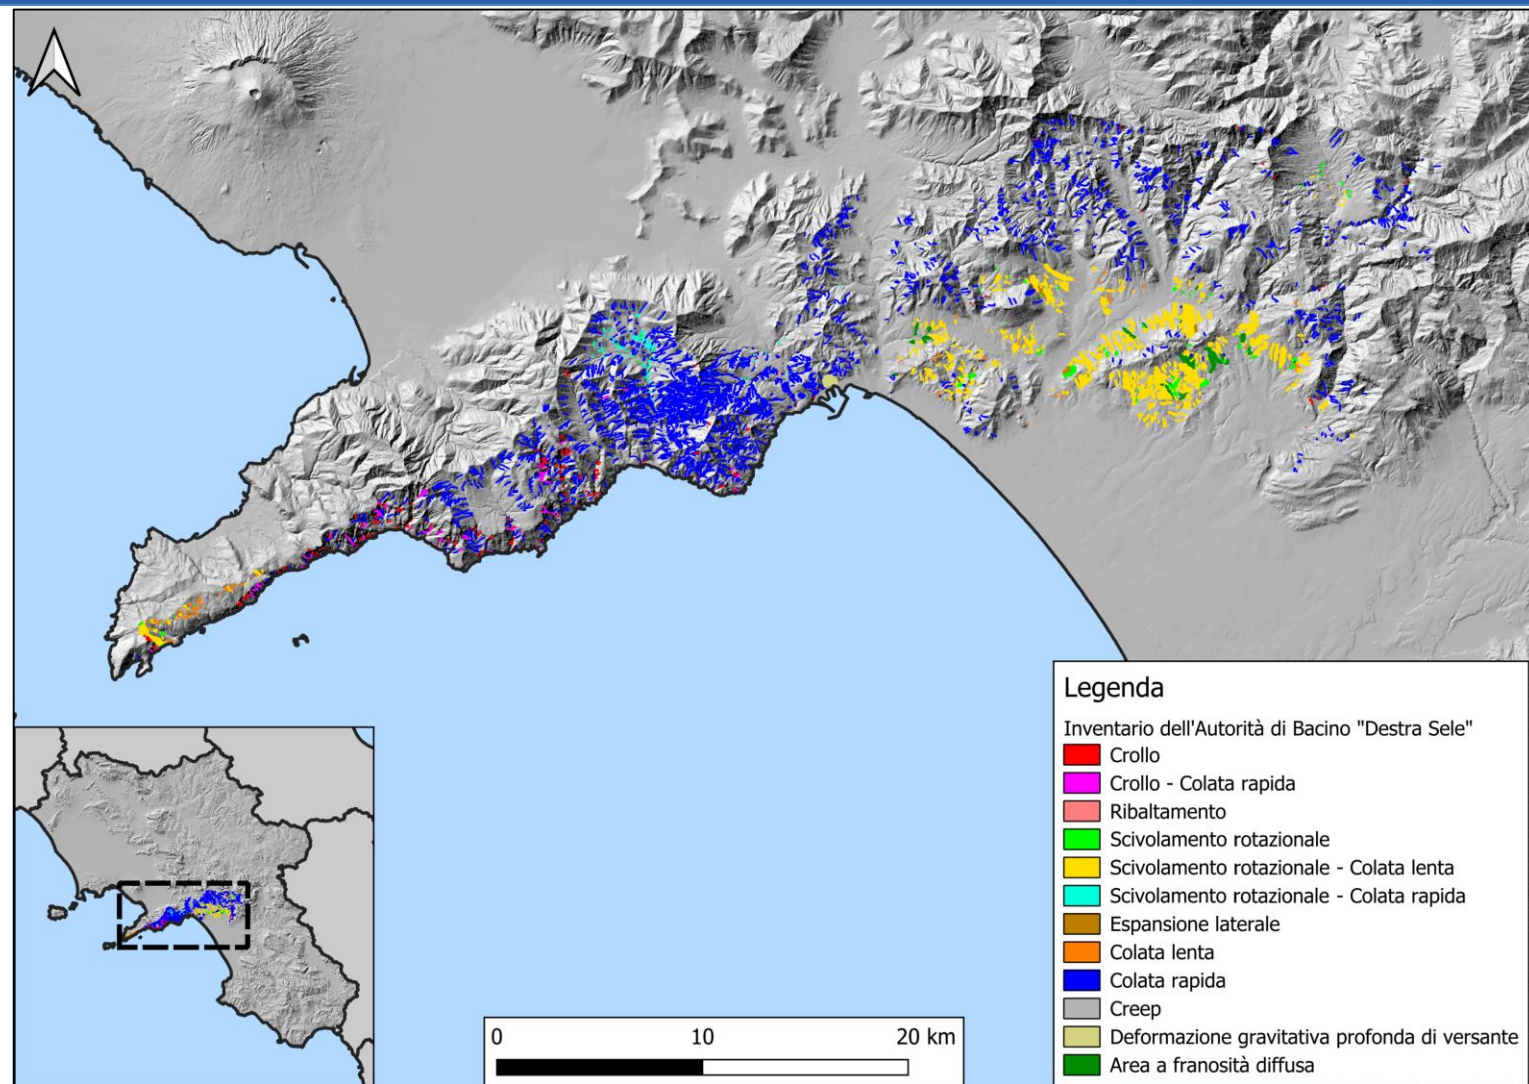 Legenda
Inventario dell'Autorità di Bacino "Destra Sele"
Crollo
Crollo - Colata rapida
Ribaltamento
Scivolamento rotazionale
Scivolamento rotazionale - Colata lenta
Scivolamento rotazionale - Colata rapida
Espansione laterale
Colata lenta
Colata rapida
Creep
Deformazione gravitativa profonda di versante
Area a franosità diffusa
0 10 20 km